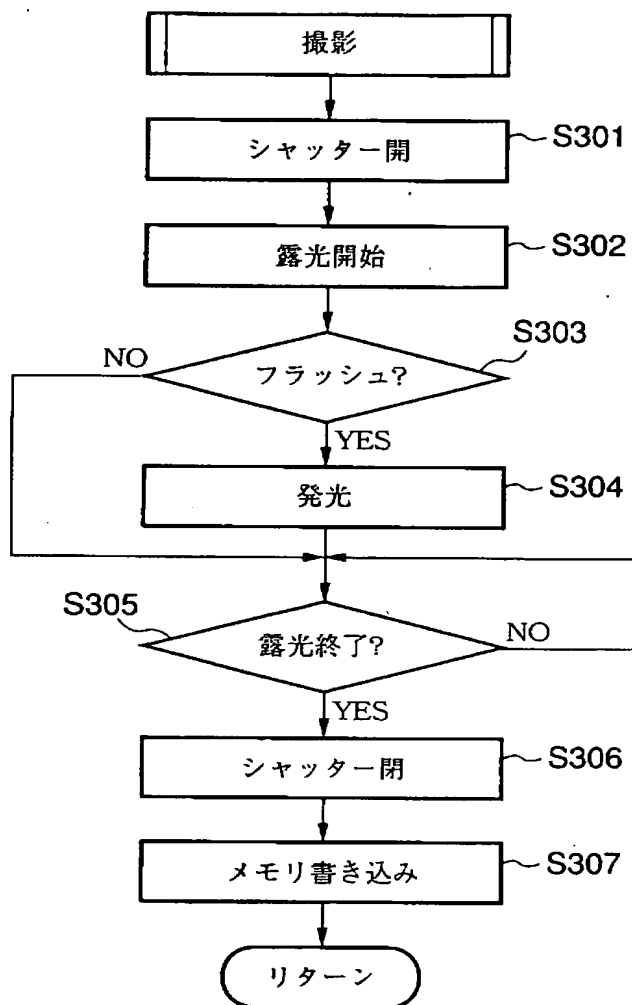 撮影
シャッター開
S301
露光開始
S302
フラッシュ?
S303
NO
YES
発光
S304
S305
露光終了?
NO
YES
シャッター閉
S306
メモリ書き込み
S307
リターン